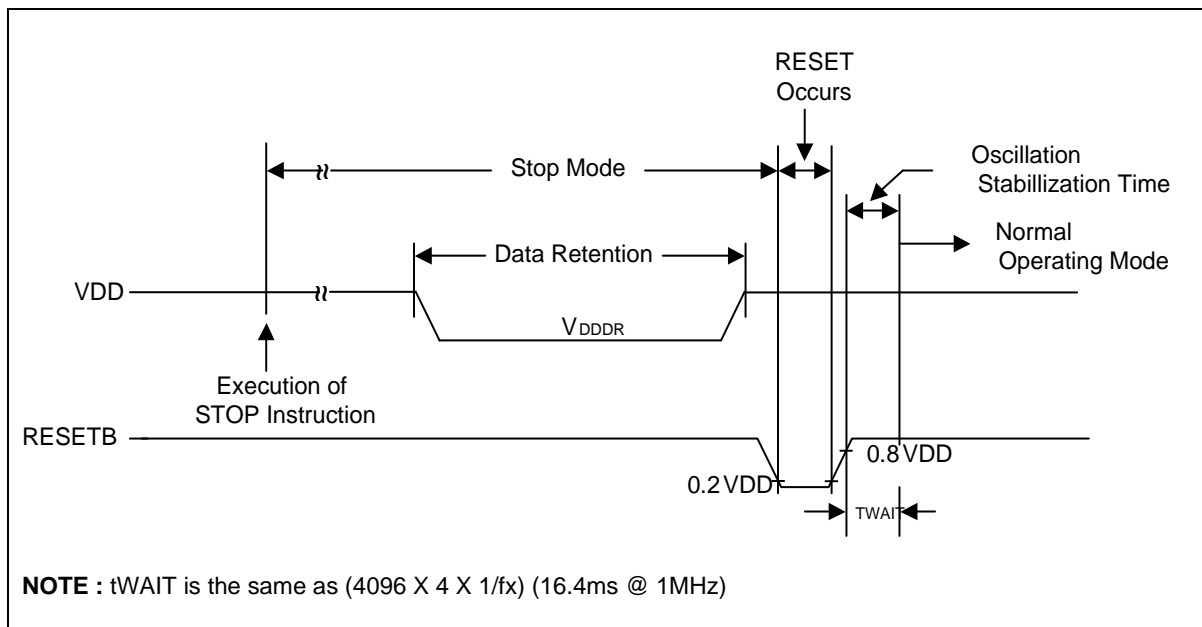 RESET
Occurs
Stop Mode
Oscillation
Stabillization Time
Data Retention
Normal
Operating Mode
VDD
VDDDR
Execution of
STOP Instruction
RESETB
0.8 VDD
0.2 VDD
TWAIT
NOTE : tWAIT is the same as (4096 X 4 X 1/fx) (16.4ms @ 1MHz)